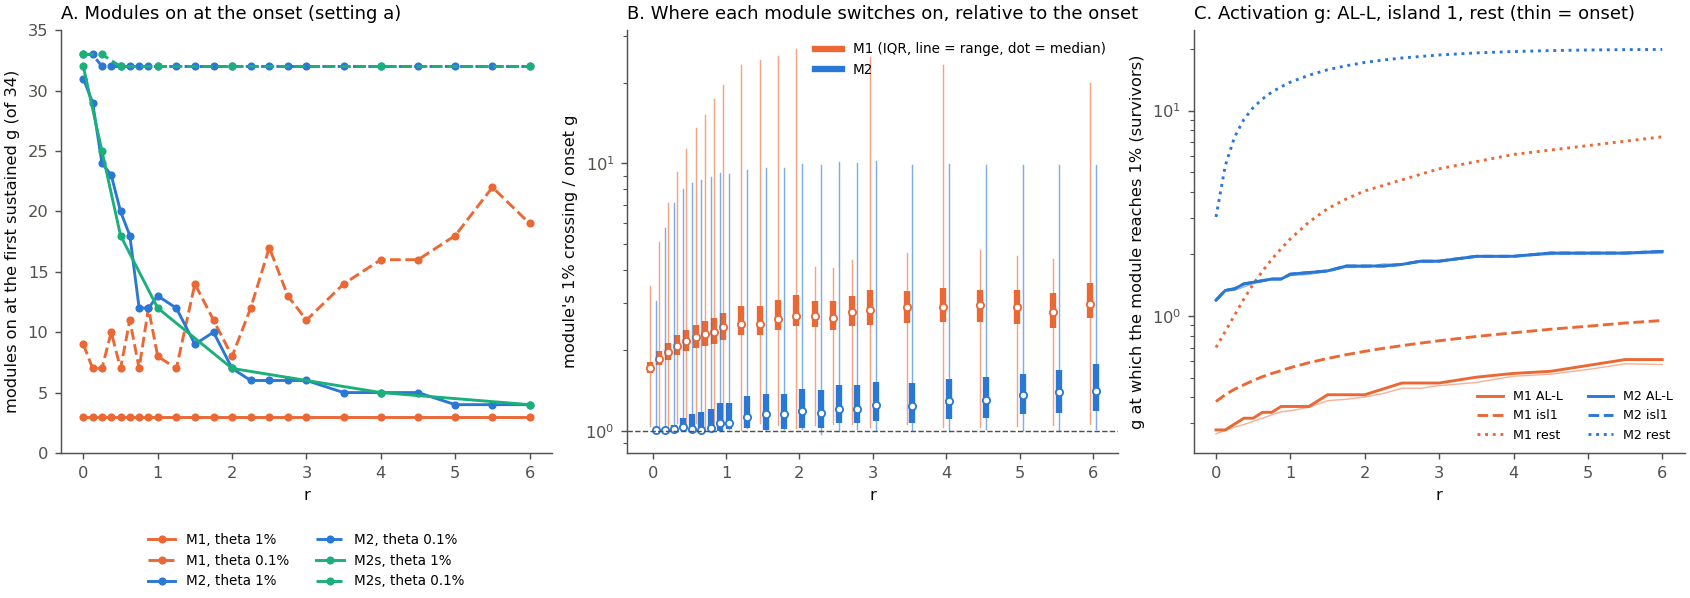 A. Modules on at the onset (setting a)
modules on at the first sustained g (of 34)
35
30
25
20
15
10
5
0
0 1 2 3 4 5 6
r
M1, theta 1%
M1, theta 0.1%
M2, theta 1%
M2, theta 0.1%
M2s, theta 1%
M2s, theta 0.1%
B. Where each module switches on, relative to the onset
module's 1% crossing / onset g
10¹
10⁰
M1 (IQR, line = range, dot = median)
M2
0 1 2 3 4 5 6
r
C. Activation g: AL-L, island 1, rest (thin = onset)
g at which the module reaches 1% (survivors)
10¹
10⁰
M1 AL-L
M1 isl1
M1 rest
M2 AL-L
M2 isl1
M2 rest
0 1 2 3 4 5 6
r